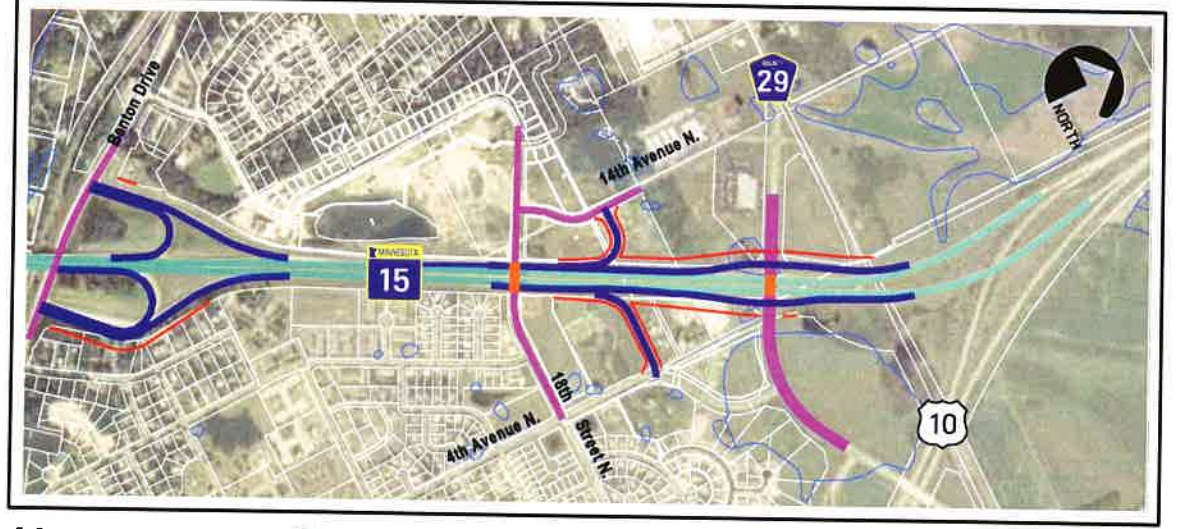 Benton Drive
29
NORTH
14th Avenue N.
MINNESOTA
15
18th
Street N.
4th Avenue N.
10